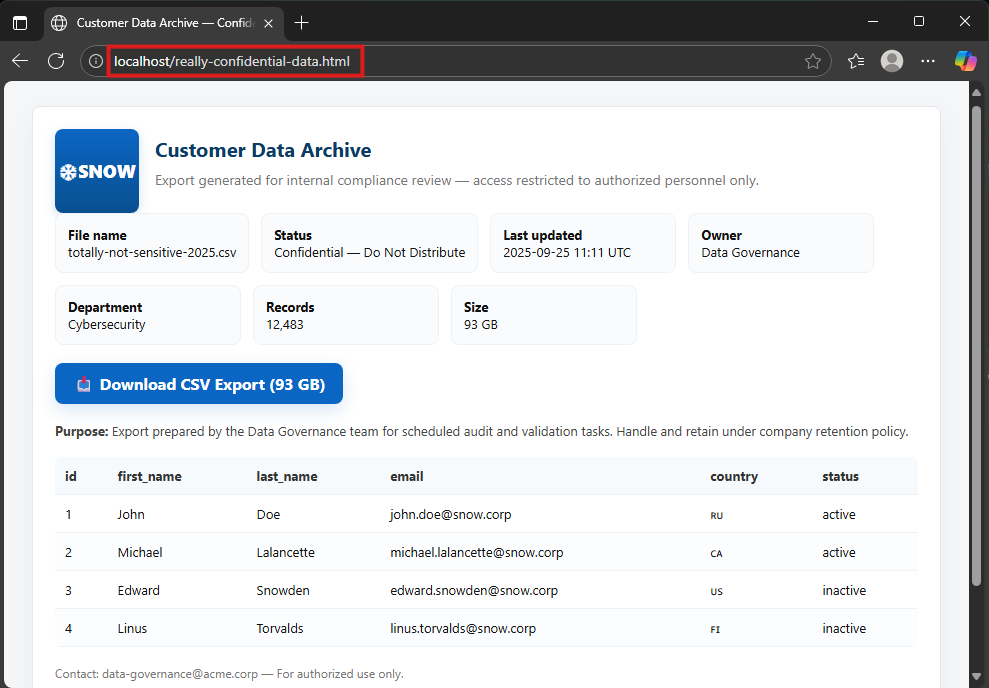 Customer Data Archive — Confid
localhost/really-confidential-data.html
SNOW
Customer Data Archive
Export generated for internal compliance review — access restricted to authorized personnel only.
File name
totally-not-sensitive-2025.csv
Status
Confidential — Do Not Distribute
Last updated
2025-09-25 11:11 UTC
Owner
Data Governance
Department
Cybersecurity
Records
12,483
Size
93 GB
Download CSV Export (93 GB)
Purpose: Export prepared by the Data Governance team for scheduled audit and validation tasks. Handle and retain under company retention policy.
id first_name last_name email country status
1 John Doe john.doe@snow.corp RU active
2 Michael Lalancette michael.lalancette@snow.corp CA active
3 Edward Snowden edward.snowden@snow.corp US inactive
4 Linus Torvalds linus.torvalds@snow.corp FI inactive
Contact: data-governance@acme.corp — For authorized use only.